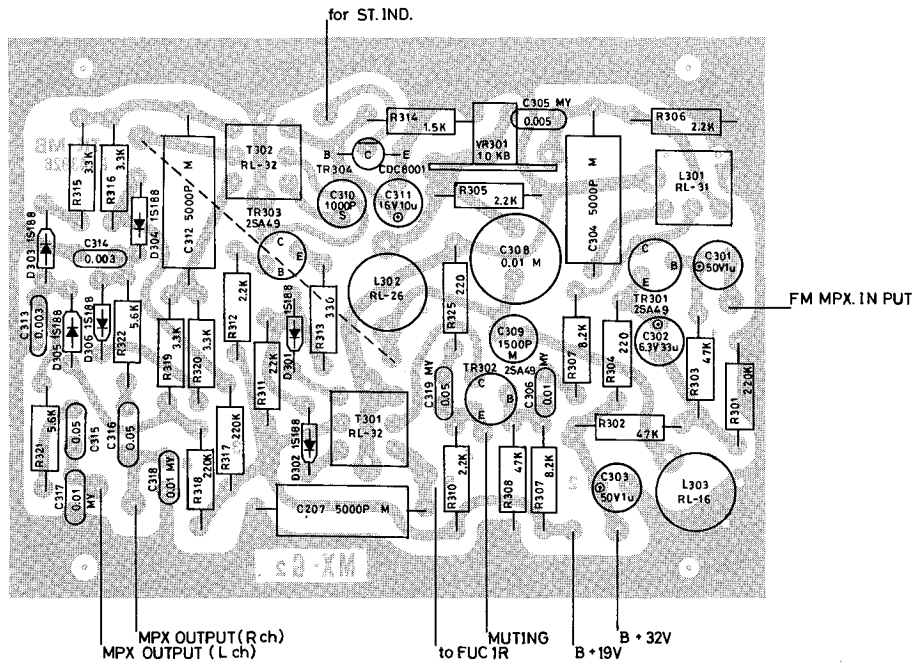 for ST. IND.
C305 MY
0.005
R314
1.5K
VR301
10 KB
R306
2.2K
T302
RL-32
B C E
TR304 CDC8001
R315 3.3K
R316 3.3K
C312 5000P M
D304 1S188
C310
1000P
S
C311
16V10u
R305
2.2K
C304 5000P M
L301
RL-31
TR303
2SA49
C
E
B
D303 1S188
C314
0.003
C308
0.01 M
C
B
E
C301
50V1u
L302
RL-26
R325 220
TR301
2SA49
FM MPX. IN PUT
C313 0.003
D305 1S188
D306 1S188
R322 5.6K
R319 3.3K
R320 3.3K
R312 2.2K
R311 2.2K
D301 1S188
R313
C309
1500P
M
C302
6.3V33u
R307 8.2K
R304 220
R303 47K
R301 220K
TR302 2SA49
C
B
E
C319 MY
0.05
C306 MY
0.01
R321 5.6K
C315
0.05
C316
0.05
R317 220K
T301
RL-32
D302 1S188
R302
47K
C317
0.01
MY
C318
0.01 MY
R318 220K
R310 2.2K
R308 47K
R307 8.2K
C303
50V1u
L303
RL-16
C207 5000P M
MX-G2
MPX OUTPUT (R ch)
MPX OUTPUT (L ch)
MUTING
to FUC 1R
B + 32V
B + 19V